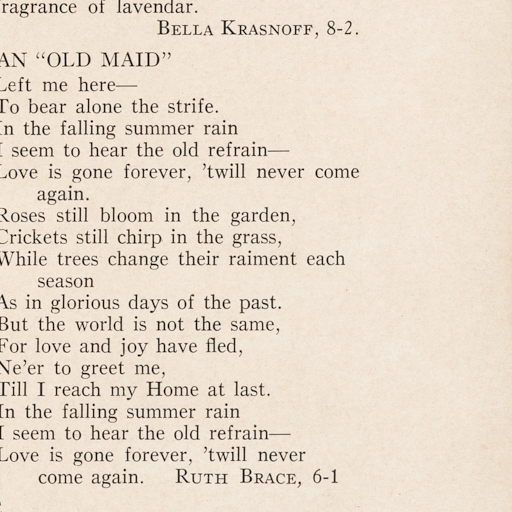 fragrance of lavendar.
BELLA KRASNOFF, 8-2.
AN "OLD MAID"
Left me here—
To bear alone the strife.
In the falling summer rain
I seem to hear the old refrain—
Love is gone forever, 'twill never come
again.
Roses still bloom in the garden,
Crickets still chirp in the grass,
While trees change their raiment each
season
As in glorious days of the past.
But the world is not the same,
For love and joy have fled,
Ne'er to greet me,
Till I reach my Home at last.
In the falling summer rain
I seem to hear the old refrain—
Love is gone forever, 'twill never
come again. RUTH BRACE, 6-1